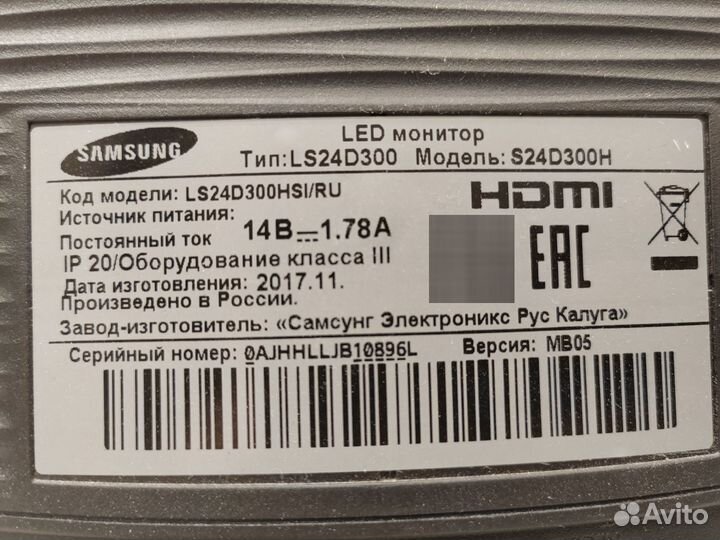 SAMSUNG
LED монитор
Тип:LS24D300 Модель:S24D300H
Код модели: LS24D300HSI/RU
Источник питания:
Постоянный ток 14В 1.78А
HDMI
EAC
IP 20/Оборудование класса III
Дата изготовления: 2017.11.
Произведено в России.
Завод-изготовитель: «Самсунг Электроникс Рус Калуга»
Серийный номер: 0AJHHLLJB10896L Версия: MB05
Avito